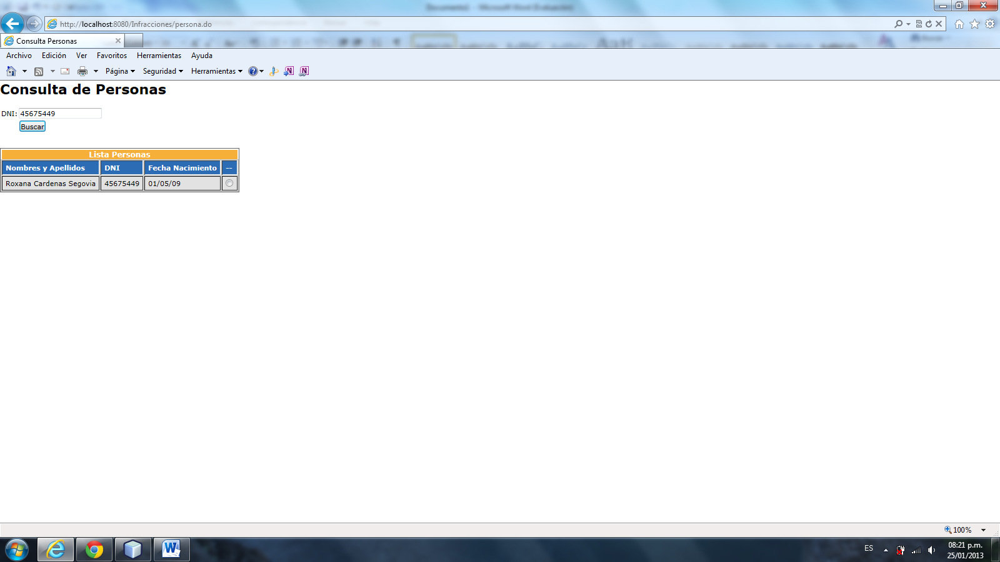 http://localhost:8080/Infracciones/persona.do
Consulta Personas
Archivo Edición Ver Favoritos Herramientas Ayuda
Página Seguridad Herramientas
Consulta de Personas
DNI: 45675449
Buscar
Lista Personas
Nombres y Apellidos DNI Fecha Nacimiento --
Roxana Cardenas Segovia 45675449 01/05/09
100%
ES
08:21 p.m.
25/01/2013